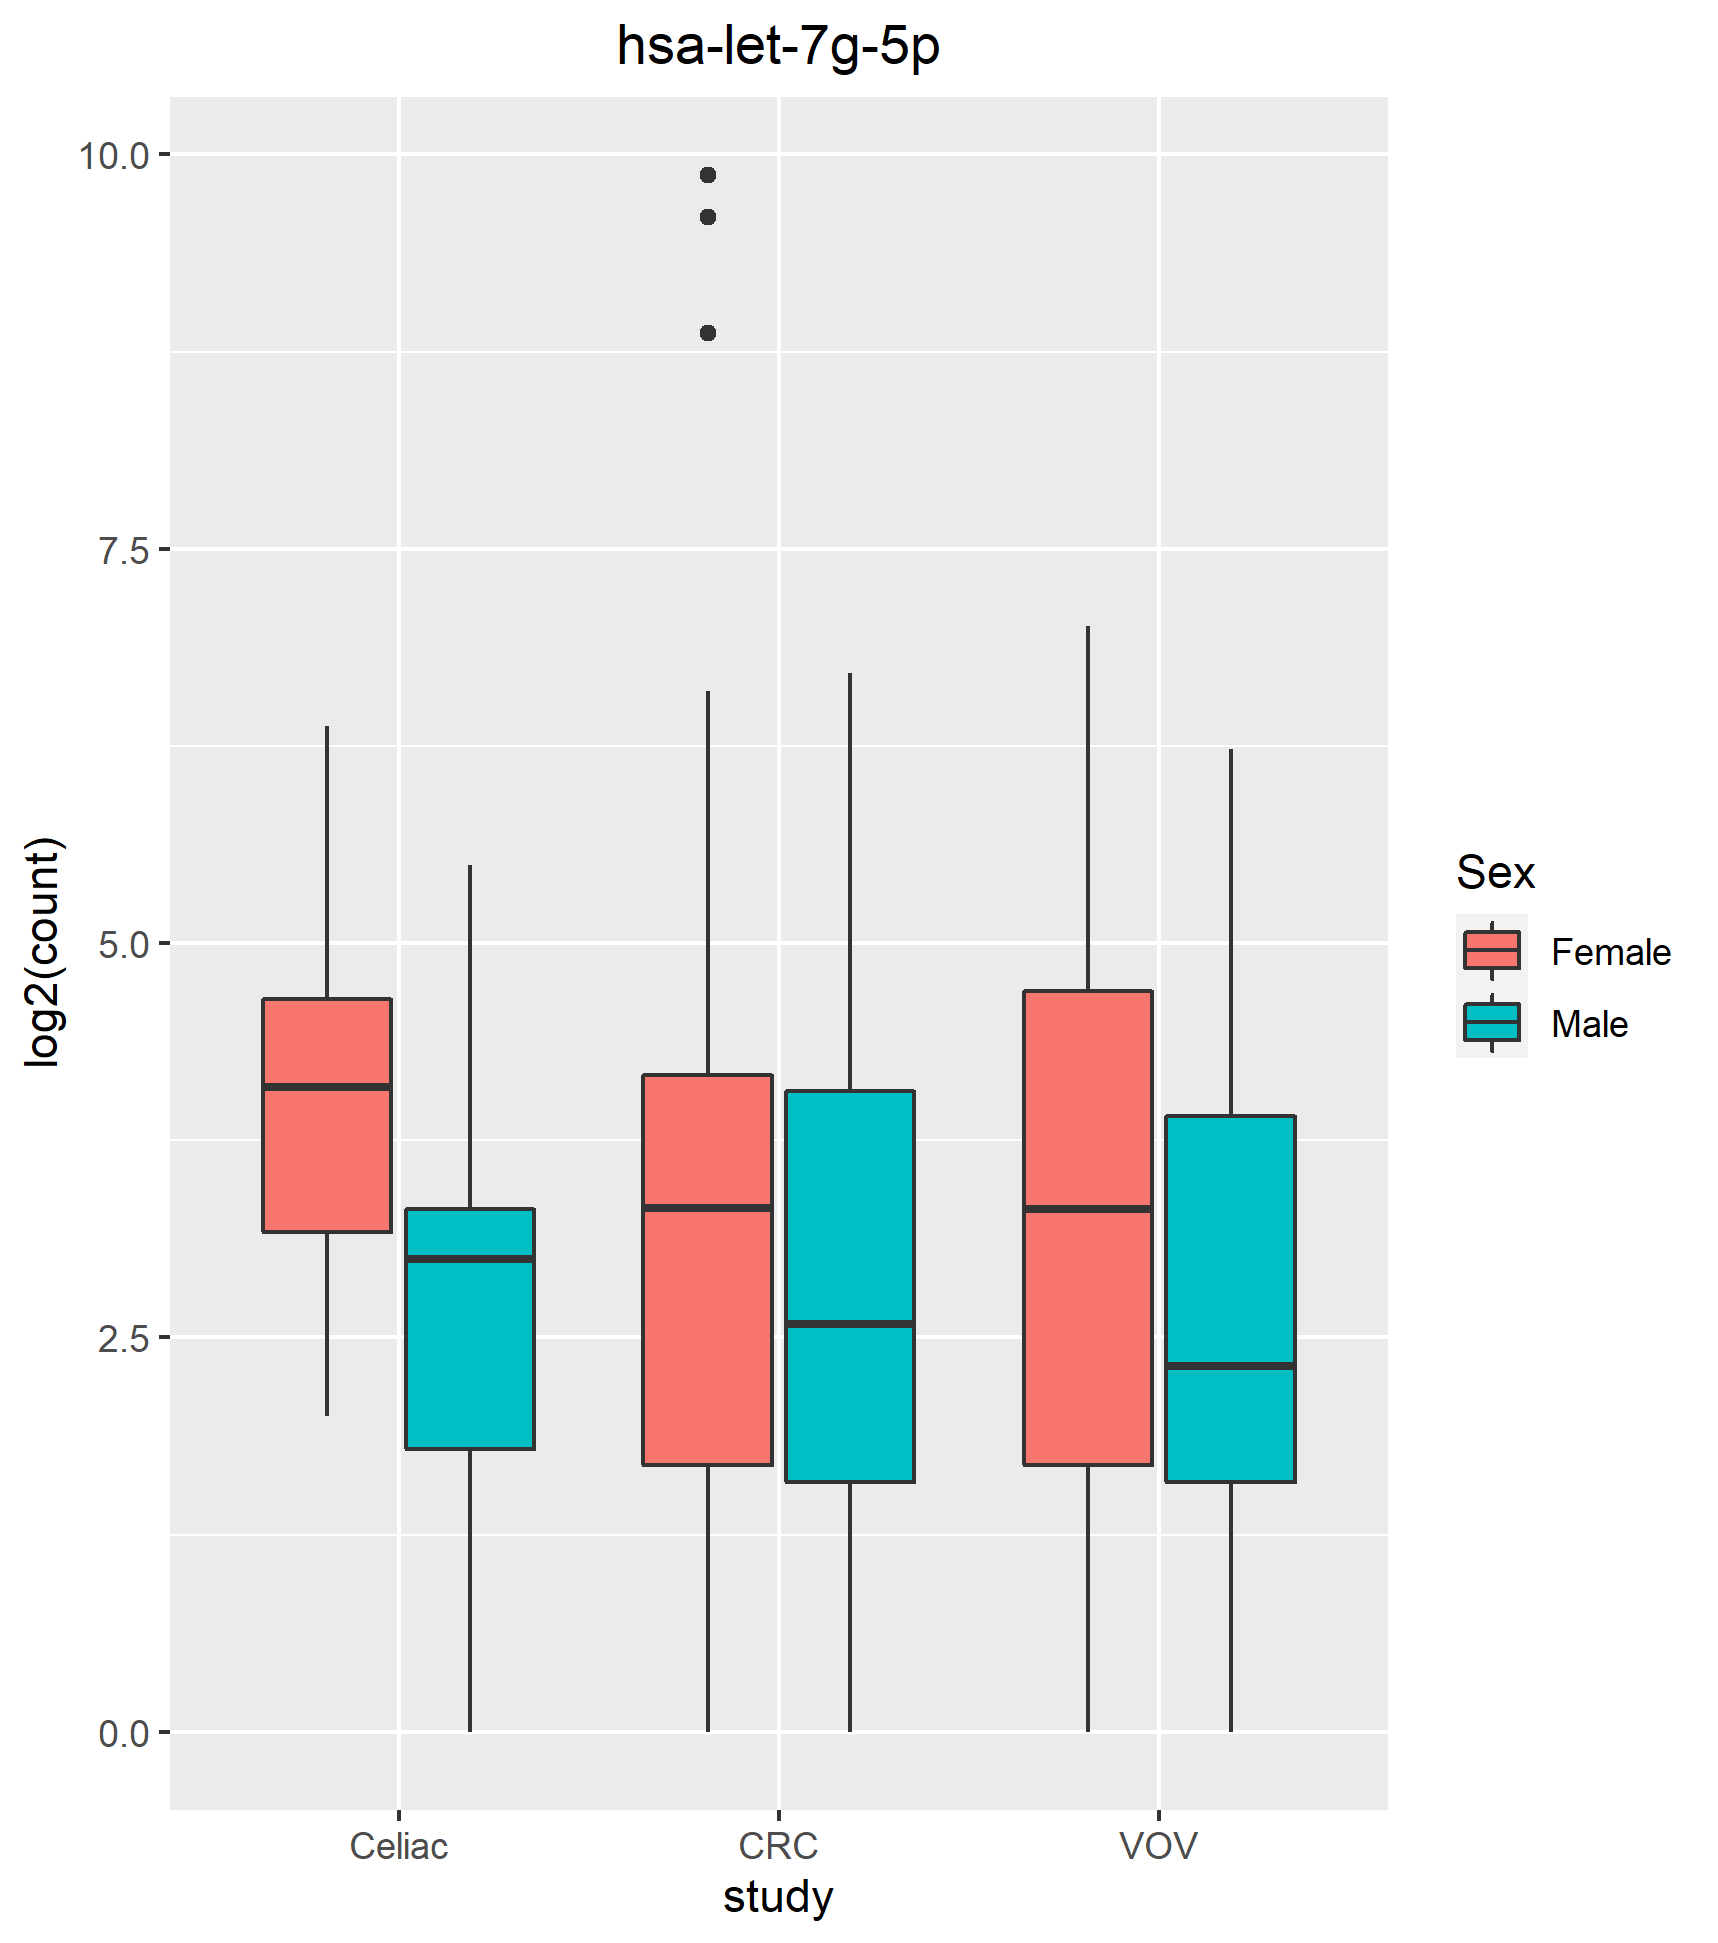 hsa-let-7g-5p
10.0
7.5
5.0
2.5
0.0
log2(count)
Celiac
CRC
VOV
study
Sex
Female
Male